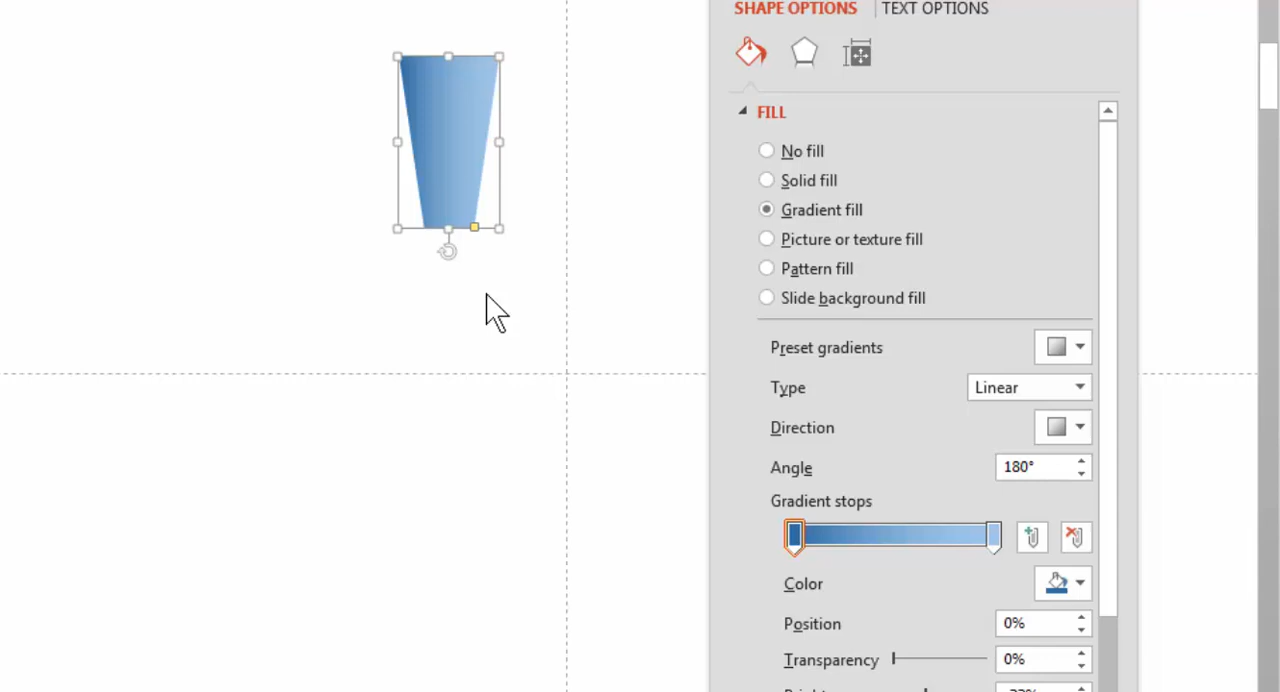 SHAPE OPTIONS TEXT OPTIONS
FILL
No fill
Solid fill
Gradient fill
Picture or texture fill
Pattern fill
Slide background fill
Preset gradients
Type Linear
Direction
Angle 180°
Gradient stops
Color
Position 0%
Transparency 0%